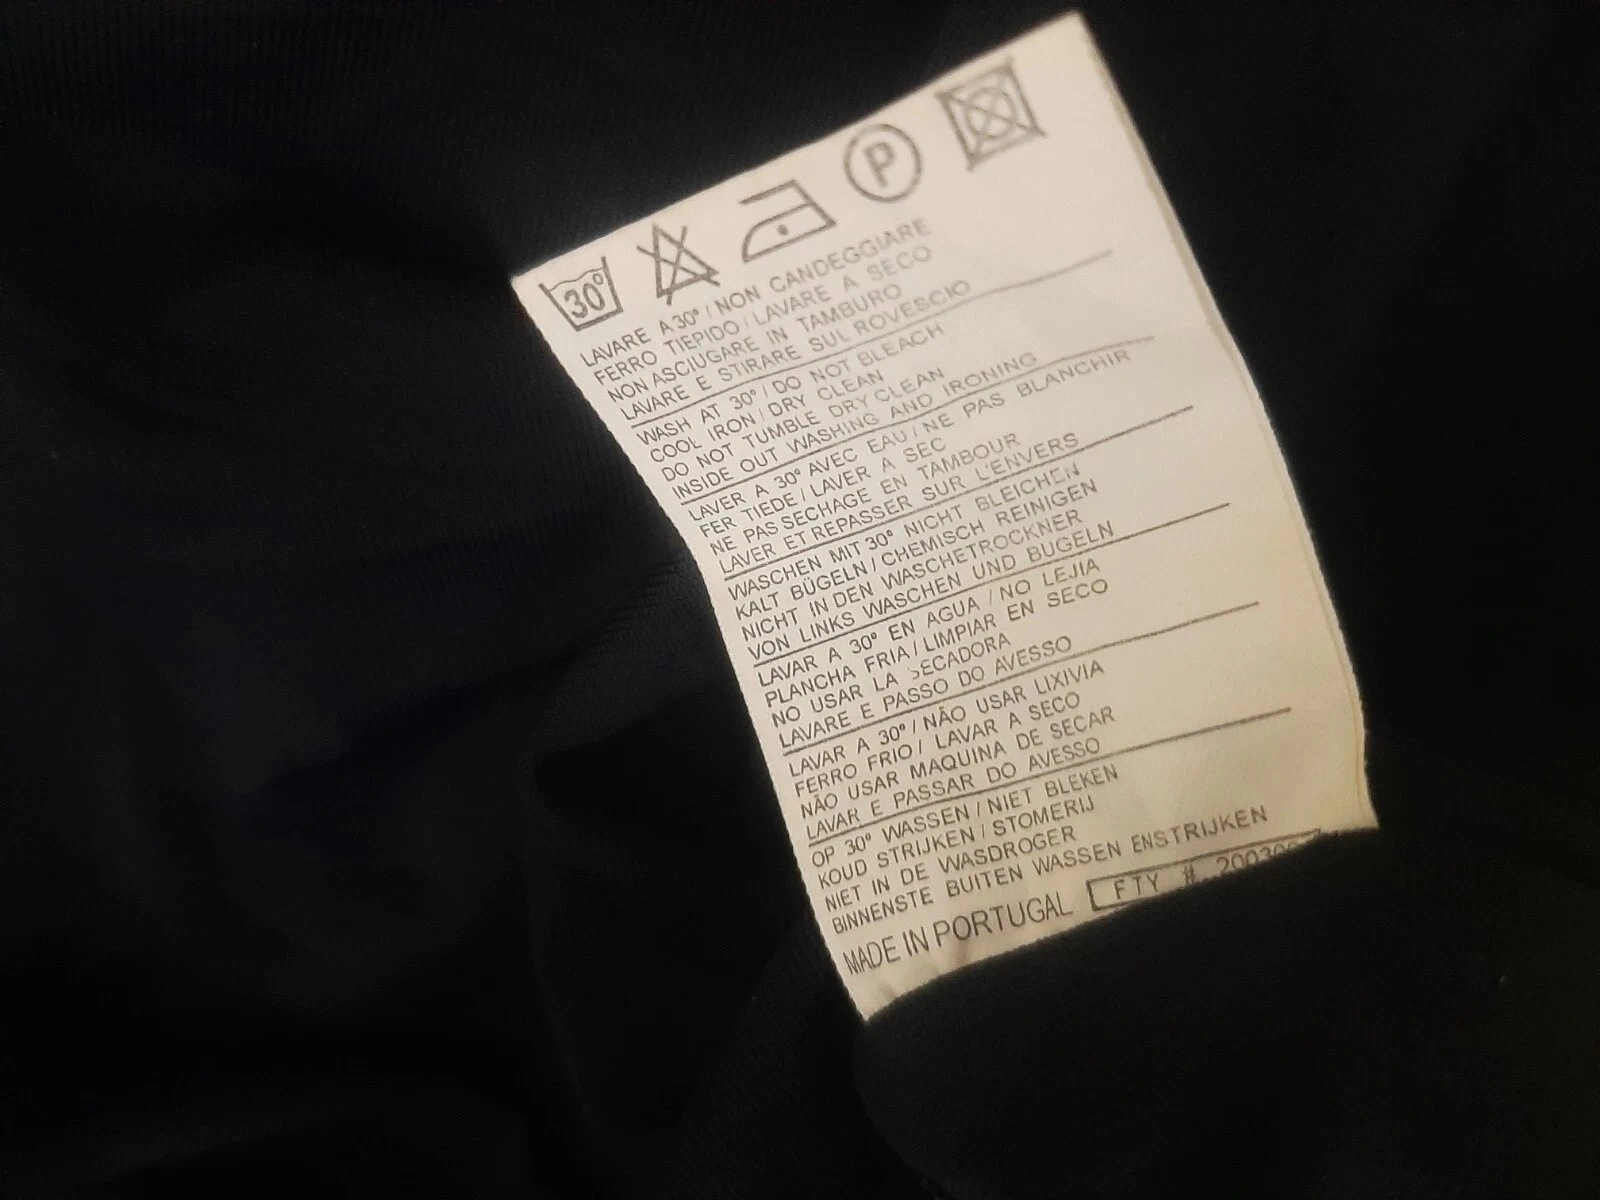 30°
P
LAVARE A 30° / NON CANDEGGIARE
FERRO TIEPIDO / LAVARE A SECO
NON ASCIUGARE IN TAMBURO
LAVARE E STIRARE SUL ROVESCIO
WASH AT 30° / DO NOT BLEACH
COOL IRON / DRY CLEAN
DO NOT TUMBLE DRY CLEAN
INSIDE OUT WASHING AND IRONING
LAVER A 30° AVEC EAU / NE PAS BLANCHIR
FER TIEDE / LAVER A SEC
NE PAS SECHAGE EN TAMBOUR
LAVER ET REPASSER SUR L'ENVERS
WASCHEN MIT 30° NICHT BLEICHEN
KALT BÜGELN / CHEMISCH REINIGEN
NICHT IN DEN WASCHETROCKNER
VON LINKS WASCHEN UND BUGELN
LAVAR A 30° EN AGUA / NO LEJIA
PLANCHA FRIA / LIMPIAR EN SECO
NO USAR LA SECADORA
LAVARE E PASSO DO AVESSO
LAVAR A 30° / NÃO USAR LIXIVIA
FERRO FRIO / LAVAR A SECO
NÃO USAR MAQUINA DE SECAR
LAVAR E PASSAR DO AVESSO
OP 30° WASSEN / NIET BLEKEN
KOUD STRIJKEN / STOMERIJ
NIET IN DE WASDROGER
BINNENSTE BUITEN WASSEN ENSTRIJKEN
MADE IN PORTUGAL FTY #